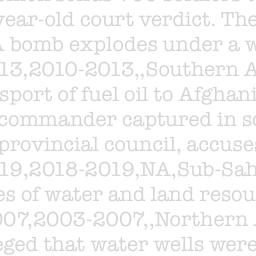 year-old court verdict. The
A bomb explodes under a w
13,2010-2013,,Southern A
sport of fuel oil to Afghani
commander captured in so
provincial council, accuse
19,2018-2019,NA,Sub-Sah
es of water and land resou
007,2003-2007,,Northern
eged that water wells were